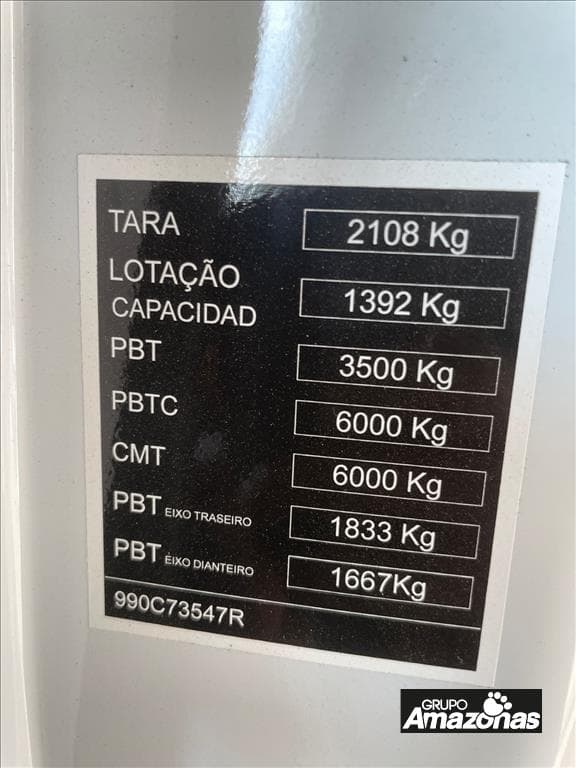 TARA 2108 Kg
LOTAÇÃO
CAPACIDAD 1392 Kg
PBT 3500 Kg
PBTC 6000 Kg
CMT 6000 Kg
PBT EIXO TRASEIRO 1833 Kg
PBT EIXO DIANTEIRO 1667Kg
990C73547R
GRUPO
Amazonas